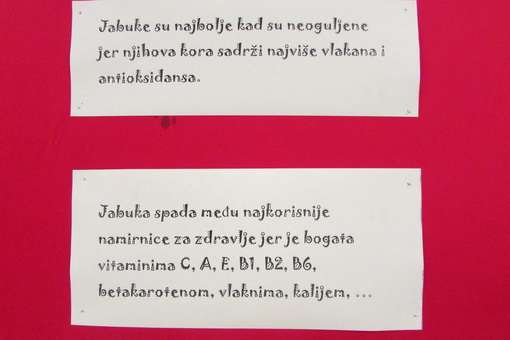 Jabuke su najbolje kad su neoguljene
jer njihova kora sadrži najviše vlakana i
antioksidansa.
Jabuka spada među najkorisnije
namirnice za zdravlje jer je bogata
vitaminima C, A, E, B1, B2, B6,
betakarotenom, vlaknima, kalijem, ...